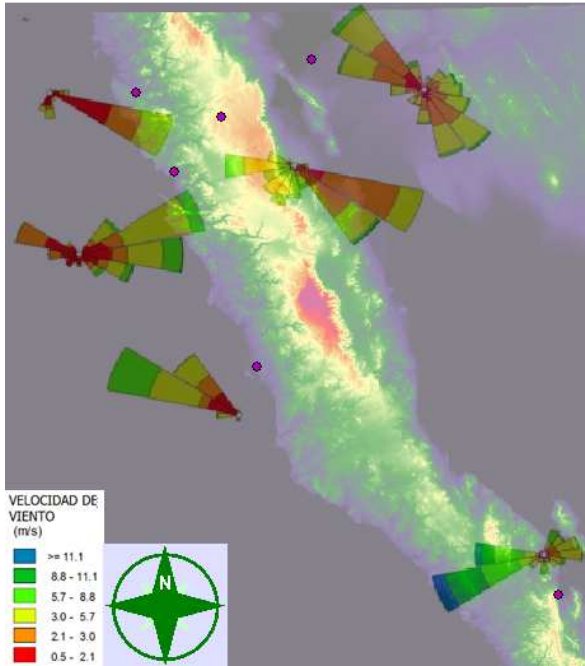 VELOCIDAD DE
VIENTO
(m/s)
>= 11.1
8.8 - 11.1
5.7 - 8.8
3.0 - 5.7
2.1 - 3.0
0.5 - 2.1
N